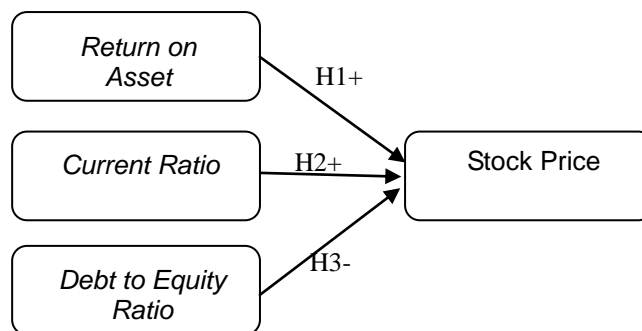 Return on
Asset
H1+
Current Ratio
H2+
Stock Price
H3-
Debt to Equity
Ratio